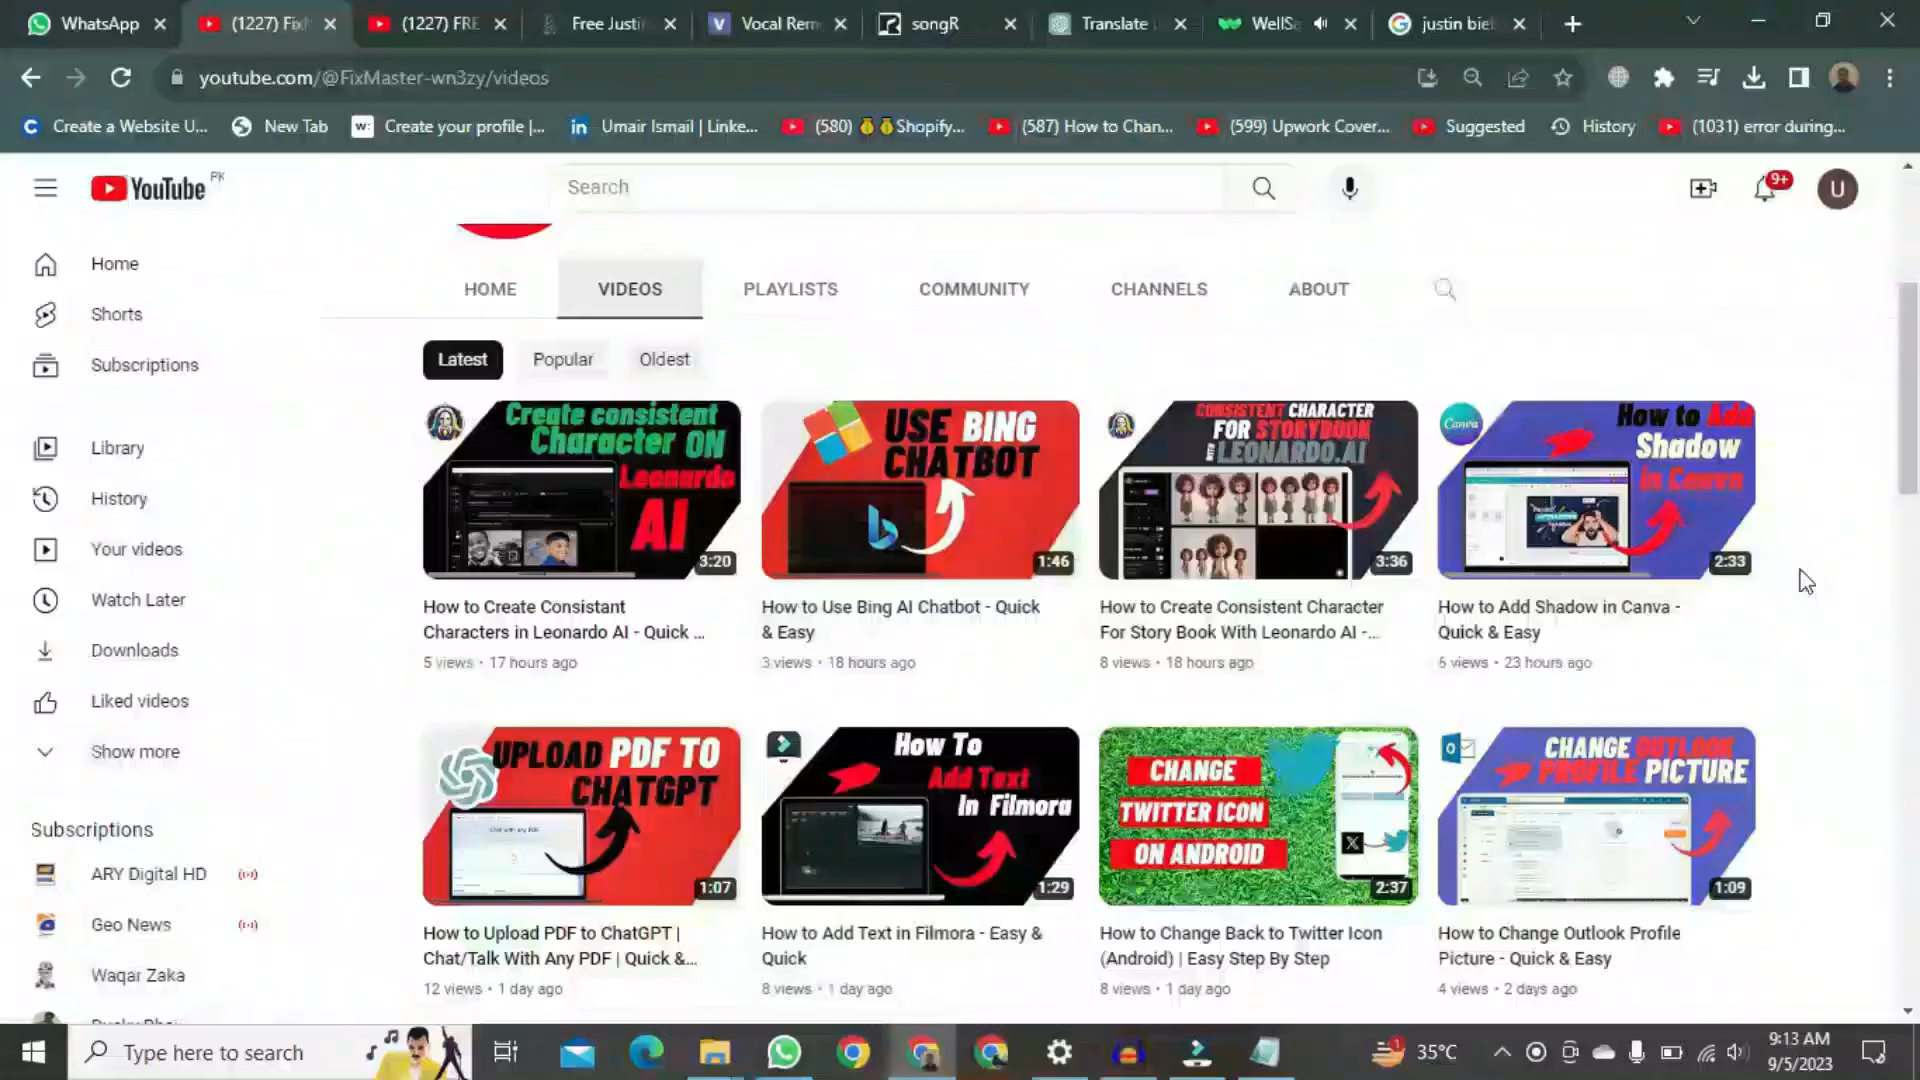 WhatsApp
(1227) Fix
(1227) FRE
Free Justi
Vocal Rem
songR
Translate
WellSa
justin bie
youtube.com/@FixMaster-wn3zy/videos
Create a Website U...
New Tab
Create your profile |...
Umair Ismail | Linke...
(580) 💰💰Shopify...
(587) How to Chan...
(599) Upwork Cover...
Suggested
History
(1031) error during...
YouTube PK
Search
9+
U
Home
Shorts
Subscriptions
Library
History
Your videos
Watch Later
Downloads
Liked videos
Show more
Subscriptions
ARY Digital HD
Geo News
Waqar Zaka
HOME
VIDEOS
PLAYLISTS
COMMUNITY
CHANNELS
ABOUT
Latest
Popular
Oldest
Create consistent
Character ON
Leonardo
AI
3:20
How to Create Consistant
Characters in Leonardo AI - Quick ...
5 views • 17 hours ago
USE BING
CHATBOT
1:46
How to Use Bing AI Chatbot - Quick
& Easy
3 views • 18 hours ago
CONSISTENT CHARACTER
FOR STORYBOOK
WITH LEONARDO.AI
3:36
How to Create Consistent Character
For Story Book With Leonardo AI -...
8 views • 18 hours ago
Canva
How to Add
Shadow
in Canva
2:33
How to Add Shadow in Canva -
Quick & Easy
6 views • 23 hours ago
UPLOAD PDF TO
CHATGPT
1:07
How to Upload PDF to ChatGPT |
Chat/Talk With Any PDF | Quick &...
12 views • 1 day ago
How To
Add Text
In Filmora
1:29
How to Add Text in Filmora - Easy &
Quick
8 views • 1 day ago
CHANGE
TWITTER ICON
ON ANDROID
2:37
How to Change Back to Twitter Icon
(Android) | Easy Step By Step
8 views • 1 day ago
CHANGE OUTLOOK
PROFILE PICTURE
1:09
How to Change Outlook Profile
Picture - Quick & Easy
4 views • 2 days ago
Type here to search
1
35°C
9:13 AM
9/5/2023